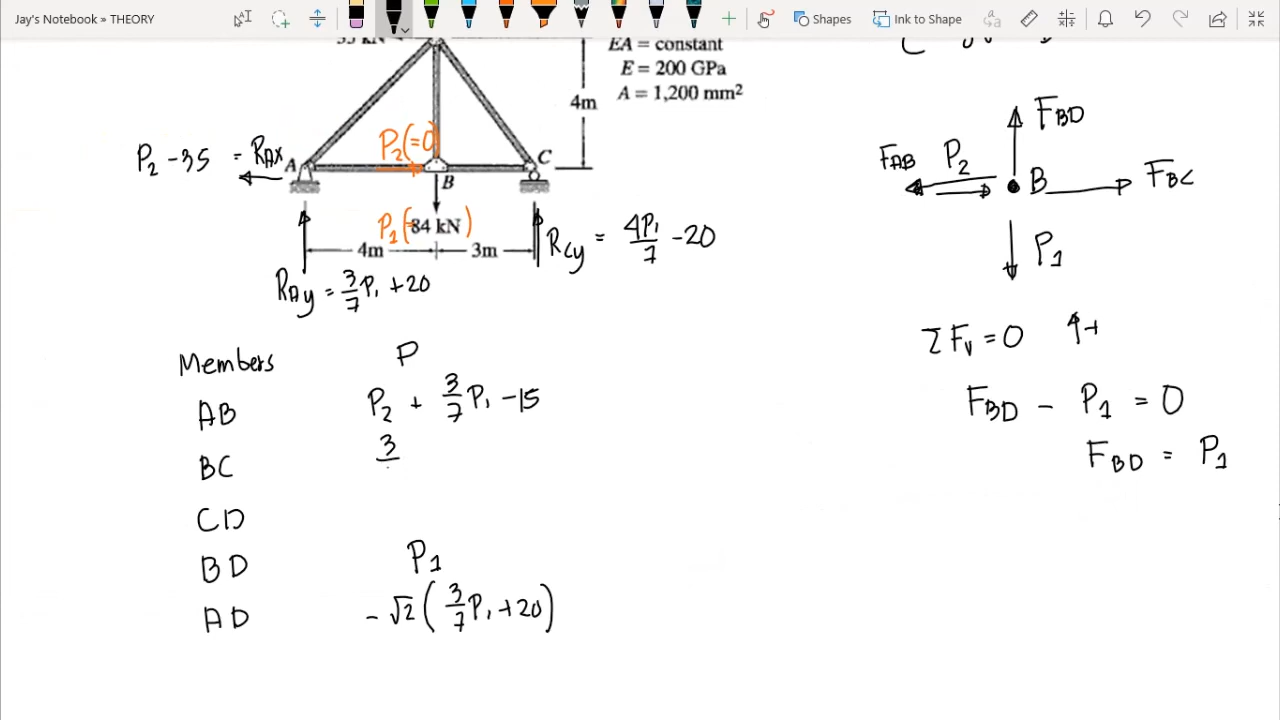 Jay's Notebook » THEORY
Shapes
Ink to Shape
35 kN
EA = constant
E = 200 GPa
A = 1,200 mm²
4m
P₂ - 35 = RAx
A
P₂(=0)
B
C
P₁(=84 kN)
4m
3m
RCy = 4P₁/7 - 20
RAy = 3/7 P₁ + 20
FBD
FAB
P₂
B
FBC
P₁
ΣFv = 0 ↑+
FBD - P₁ = 0
FBD = P₁
Members P
AB P₂ + 3/7 P₁ - 15
BC 3
CD
BD P₁
AD -√2(3/7 P₁ + 20)